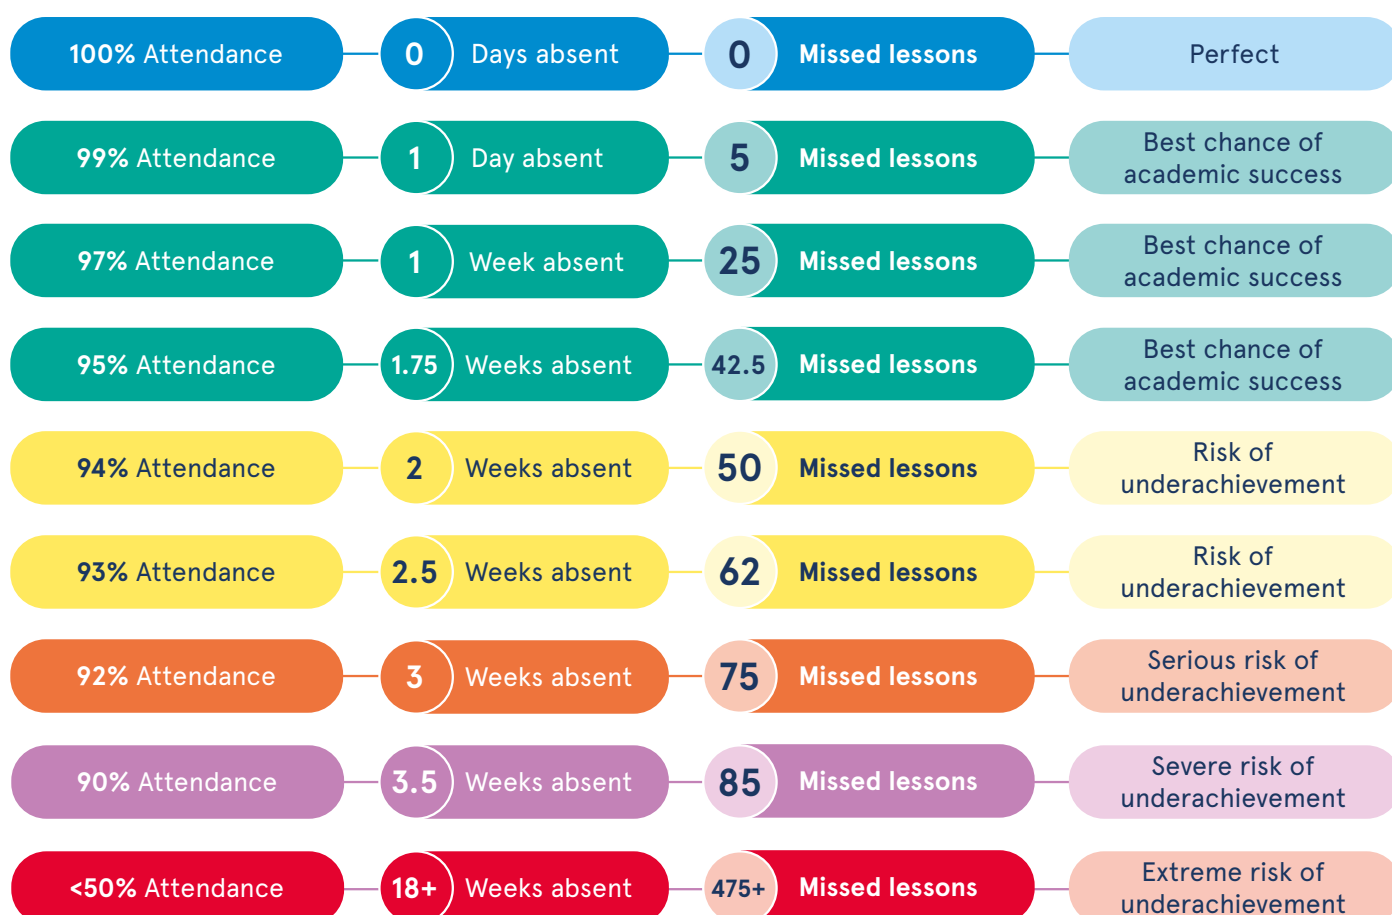 100% Attendance 0 Days absent 0 Missed lessons Perfect
99% Attendance 1 Day absent 5 Missed lessons Best chance of
academic success
97% Attendance 1 Week absent 25 Missed lessons Best chance of
academic success
95% Attendance 1.75 Weeks absent 42.5 Missed lessons Best chance of
academic success
94% Attendance 2 Weeks absent 50 Missed lessons Risk of
underachievement
93% Attendance 2.5 Weeks absent 62 Missed lessons Risk of
underachievement
92% Attendance 3 Weeks absent 75 Missed lessons Serious risk of
underachievement
90% Attendance 3.5 Weeks absent 85 Missed lessons Severe risk of
underachievement
<50% Attendance 18+ Weeks absent 475+ Missed lessons Extreme risk of
underachievement